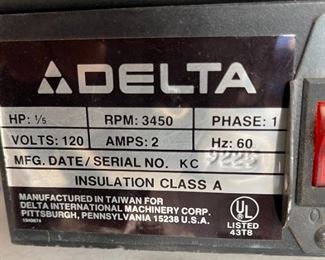 DELTA
HP: 1/5 RPM: 3450 PHASE: 1
VOLTS: 120 AMPS: 2 Hz: 60
MFG. DATE/SERIAL NO. KC
INSULATION CLASS A
MANUFACTURED IN TAIWAN FOR
DELTA INTERNATIONAL MACHINERY CORP.
PITTSBURGH, PENNSYLVANIA 15238 U.S.A.
UL
LISTED
43T8